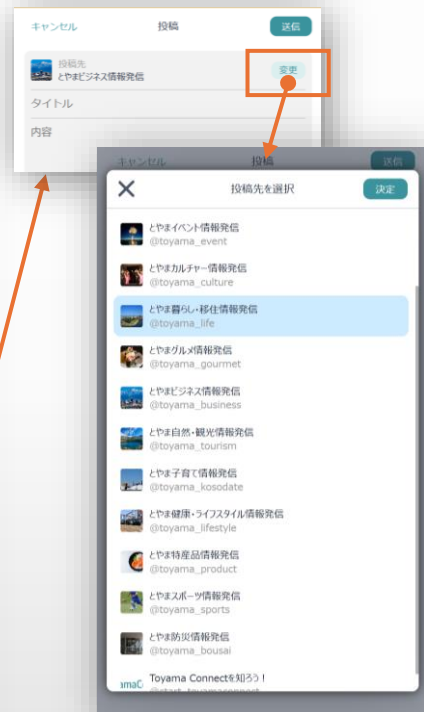 キャンセル 投稿 送信
投稿先
とやまビジネス情報発信 変更
タイトル
内容
キャンセル 投稿 送信
投稿先を選択 決定
とやまイベント情報発信
@toyama_event
とやまカルチャー情報発信
@toyama_culture
とやま暮らし・移住情報発信
@toyama_life
とやまグルメ情報発信
@toyama_gourmet
とやまビジネス情報発信
@toyama_business
とやま自然・観光情報発信
@toyama_tourism
とやま子育て情報発信
@toyama_kosodate
とやま健康・ライフスタイル情報発信
@toyama_lifestyle
とやま特産品情報発信
@toyama_product
とやまスポーツ情報発信
@toyama_sports
とやま防災情報発信
@toyama_bousai
Toyama Connectを知ろう！